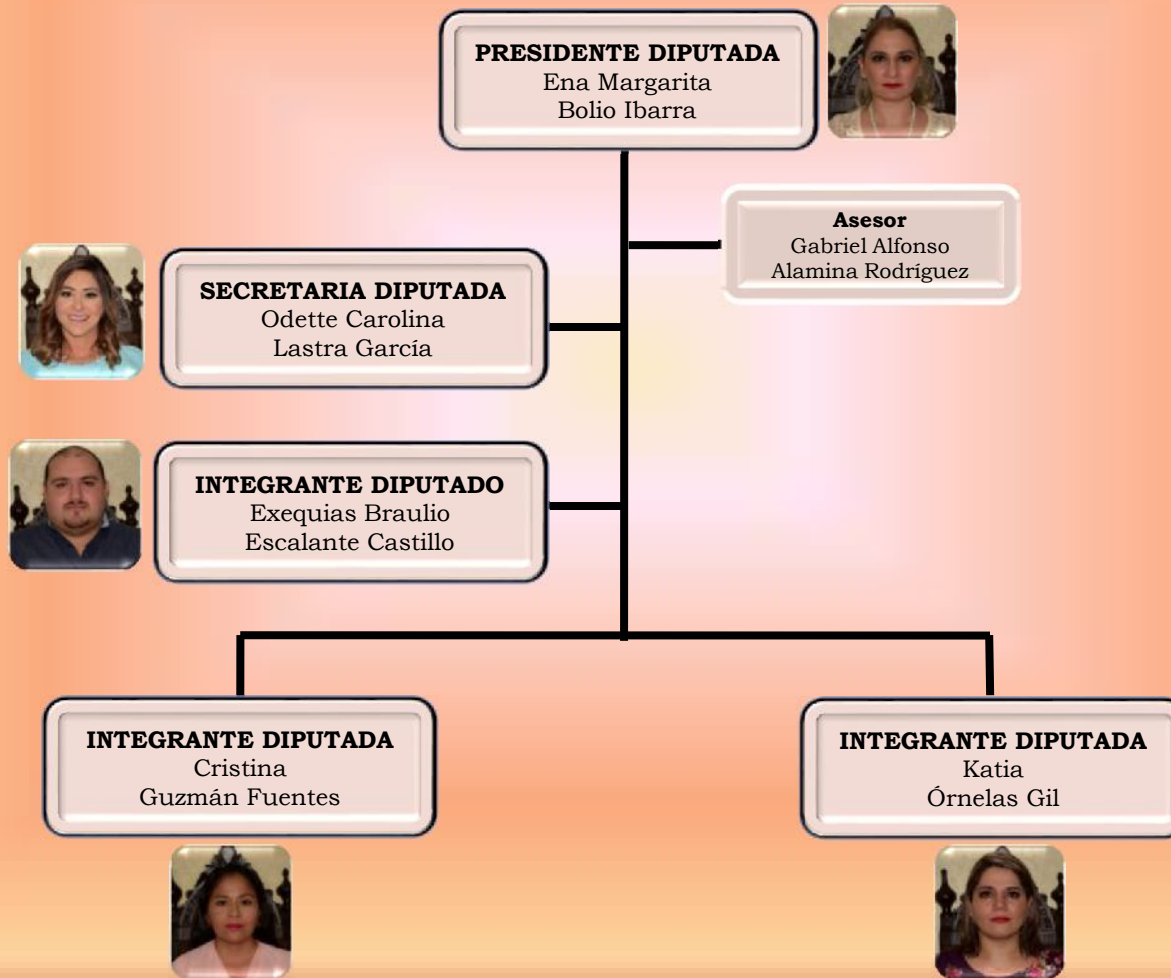 PRESIDENTE DIPUTADA
Ena Margarita
Bolio Ibarra
Asesor
Gabriel Alfonso
Alamina Rodríguez
SECRETARIA DIPUTADA
Odette Carolina
Lastra García
INTEGRANTE DIPUTADO
Exequias Braulio
Escalante Castillo
INTEGRANTE DIPUTADA
Cristina
Guzmán Fuentes
INTEGRANTE DIPUTADA
Katia
Órnelas Gil